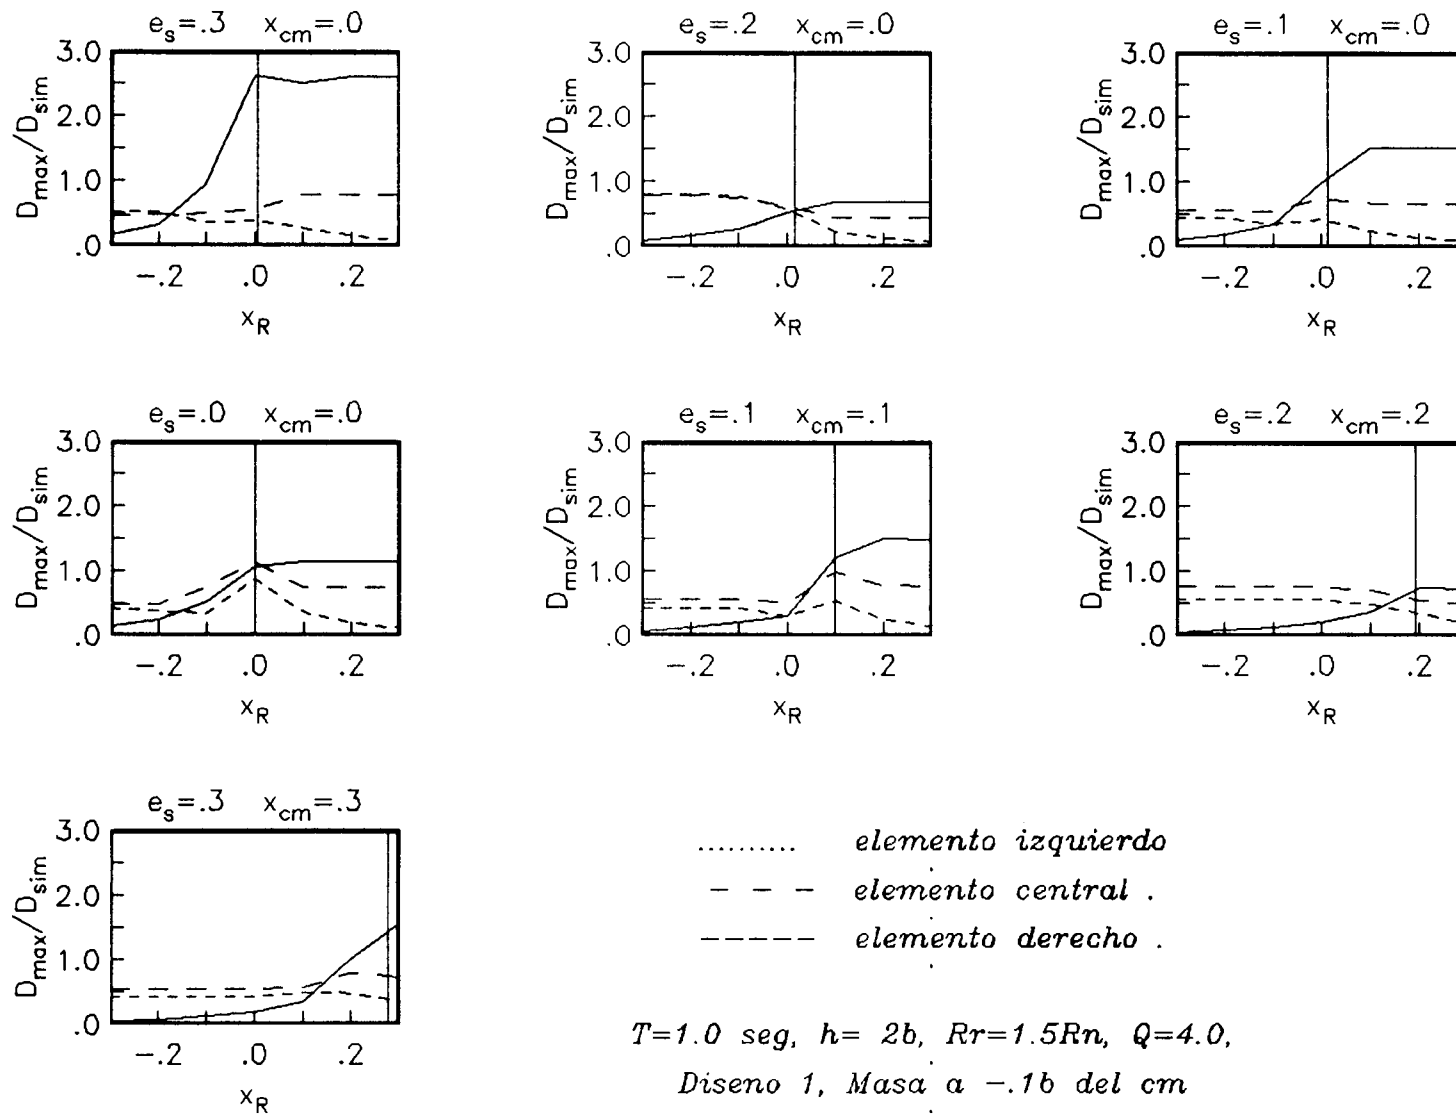 e_s=.3 x_cm=.0
3.0
2.0
1.0
.0
D_max/D_sim
-.2 .0 .2
x_R
e_s=.2 x_cm=.0
3.0
2.0
1.0
.0
D_max/D_sim
-.2 .0 .2
x_R
e_s=.1 x_cm=.0
3.0
2.0
1.0
.0
D_max/D_sim
-.2 .0 .2
x_R
e_s=.0 x_cm=.0
3.0
2.0
1.0
.0
D_max/D_sim
-.2 .0 .2
x_R
e_s=.1 x_cm=.1
3.0
2.0
1.0
.0
D_max/D_sim
-.2 .0 .2
x_R
e_s=.2 x_cm=.2
3.0
2.0
1.0
.0
D_max/D_sim
-.2 .0 .2
x_R
e_s=.3 x_cm=.3
3.0
2.0
1.0
.0
D_max/D_sim
-.2 .0 .2
x_R
.......... elemento izquierdo
— — — elemento central .
------ elemento derecho .
T=1.0 seg, h= 2b, Rr=1.5Rn, Q=4.0,
Diseno 1, Masa a -.1b del cm